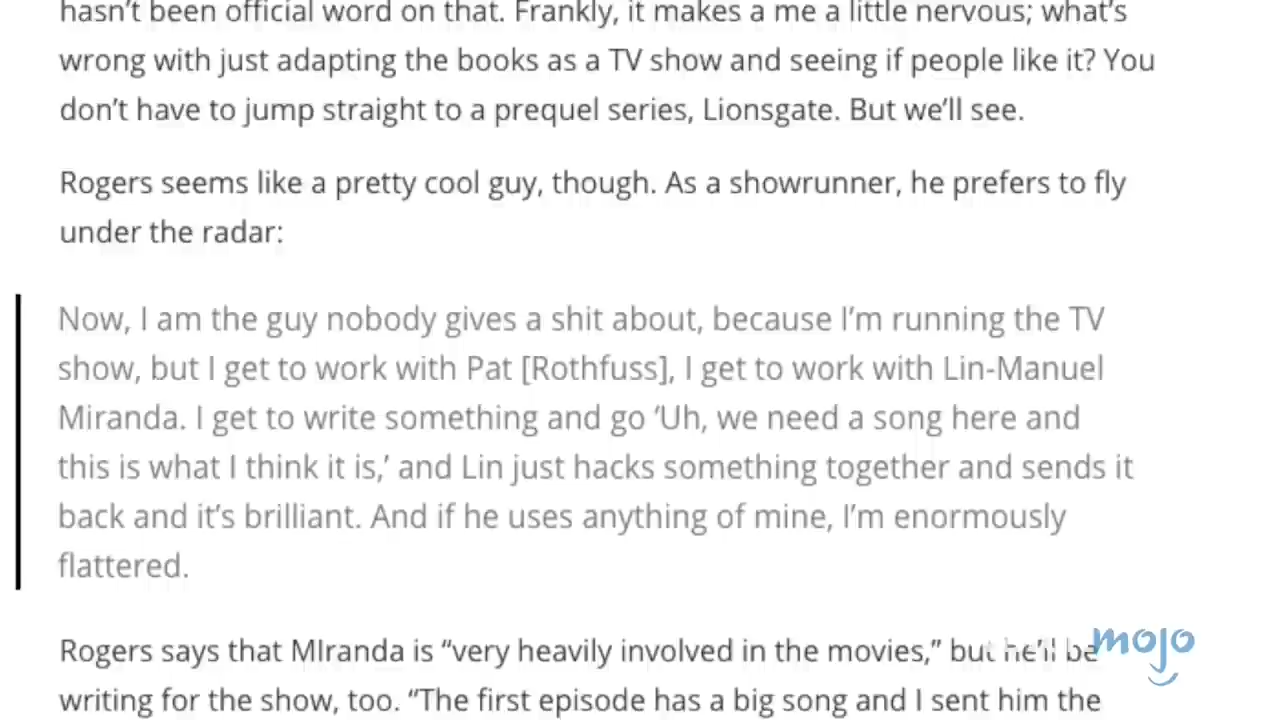 hasn't been official word on that. Frankly, it makes a me a little nervous; what's
wrong with just adapting the books as a TV show and seeing if people like it? You
don't have to jump straight to a prequel series, Lionsgate. But we'll see.
Rogers seems like a pretty cool guy, though. As a showrunner, he prefers to fly
under the radar:
Now, I am the guy nobody gives a shit about, because I'm running the TV
show, but I get to work with Pat [Rothfuss], I get to work with Lin-Manuel
Miranda. I get to write something and go ‘Uh, we need a song here and
this is what I think it is,’ and Lin just hacks something together and sends it
back and it's brilliant. And if he uses anything of mine, I'm enormously
flattered.
Rogers says that MIranda is “very heavily involved in the movies,” but he'll be
writing for the show, too. “The first episode has a big song and I sent him the
mojo